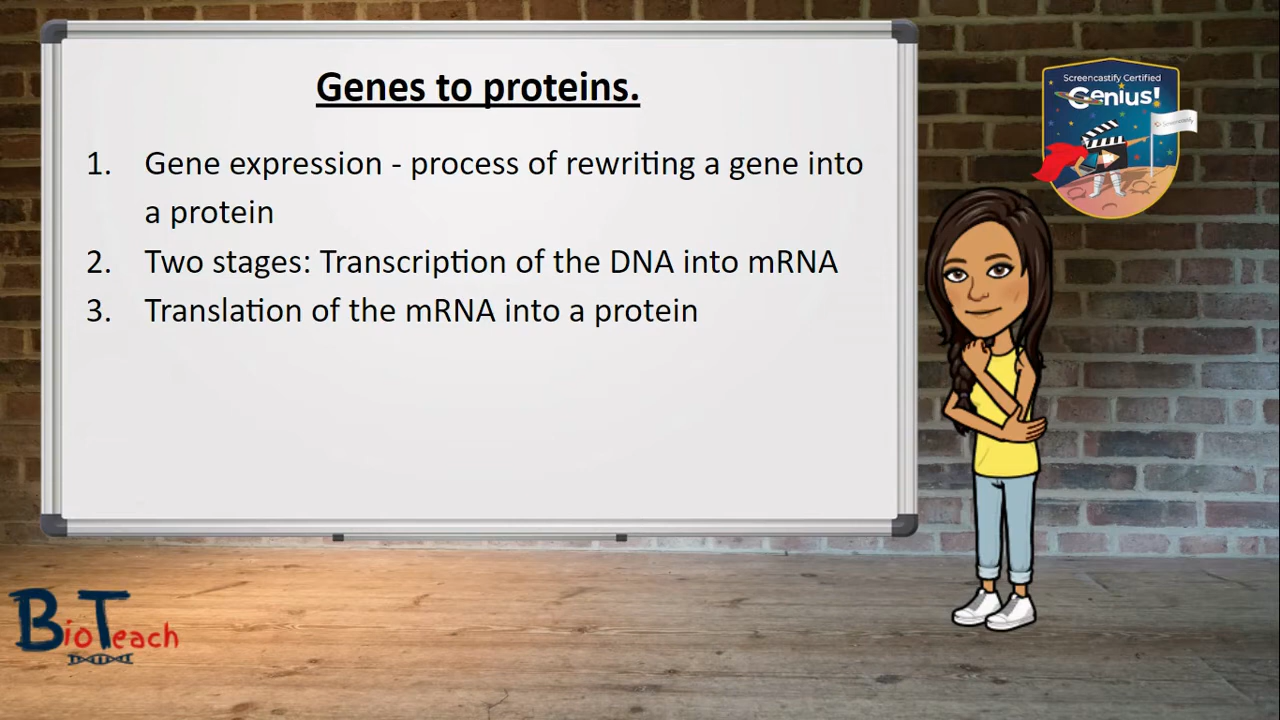 Genes to proteins.
1. Gene expression - process of rewriting a gene into
a protein
2. Two stages: Transcription of the DNA into mRNA
3. Translation of the mRNA into a protein
Screencastify Certified
Genius!
Screencastify
BioTeach